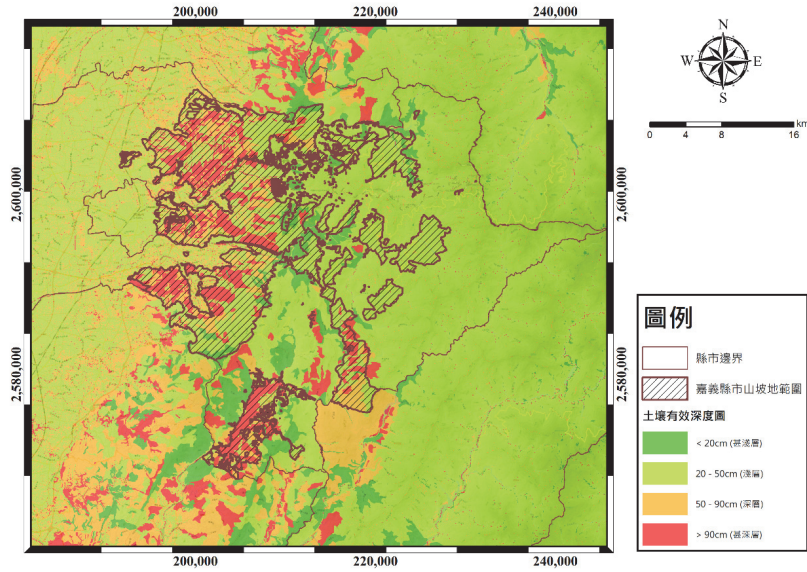 200,000 220,000 240,000
N
W E
S
km
0 4 8 16
2,600,000 2,600,000
2,580,000 2,580,000
圖例
縣市邊界
嘉義縣市山坡地範圍
土壤有效深度圖
< 20cm (甚淺層)
20 - 50cm (淺層)
50 - 90cm (深層)
> 90cm (甚深層)
200,000 220,000 240,000